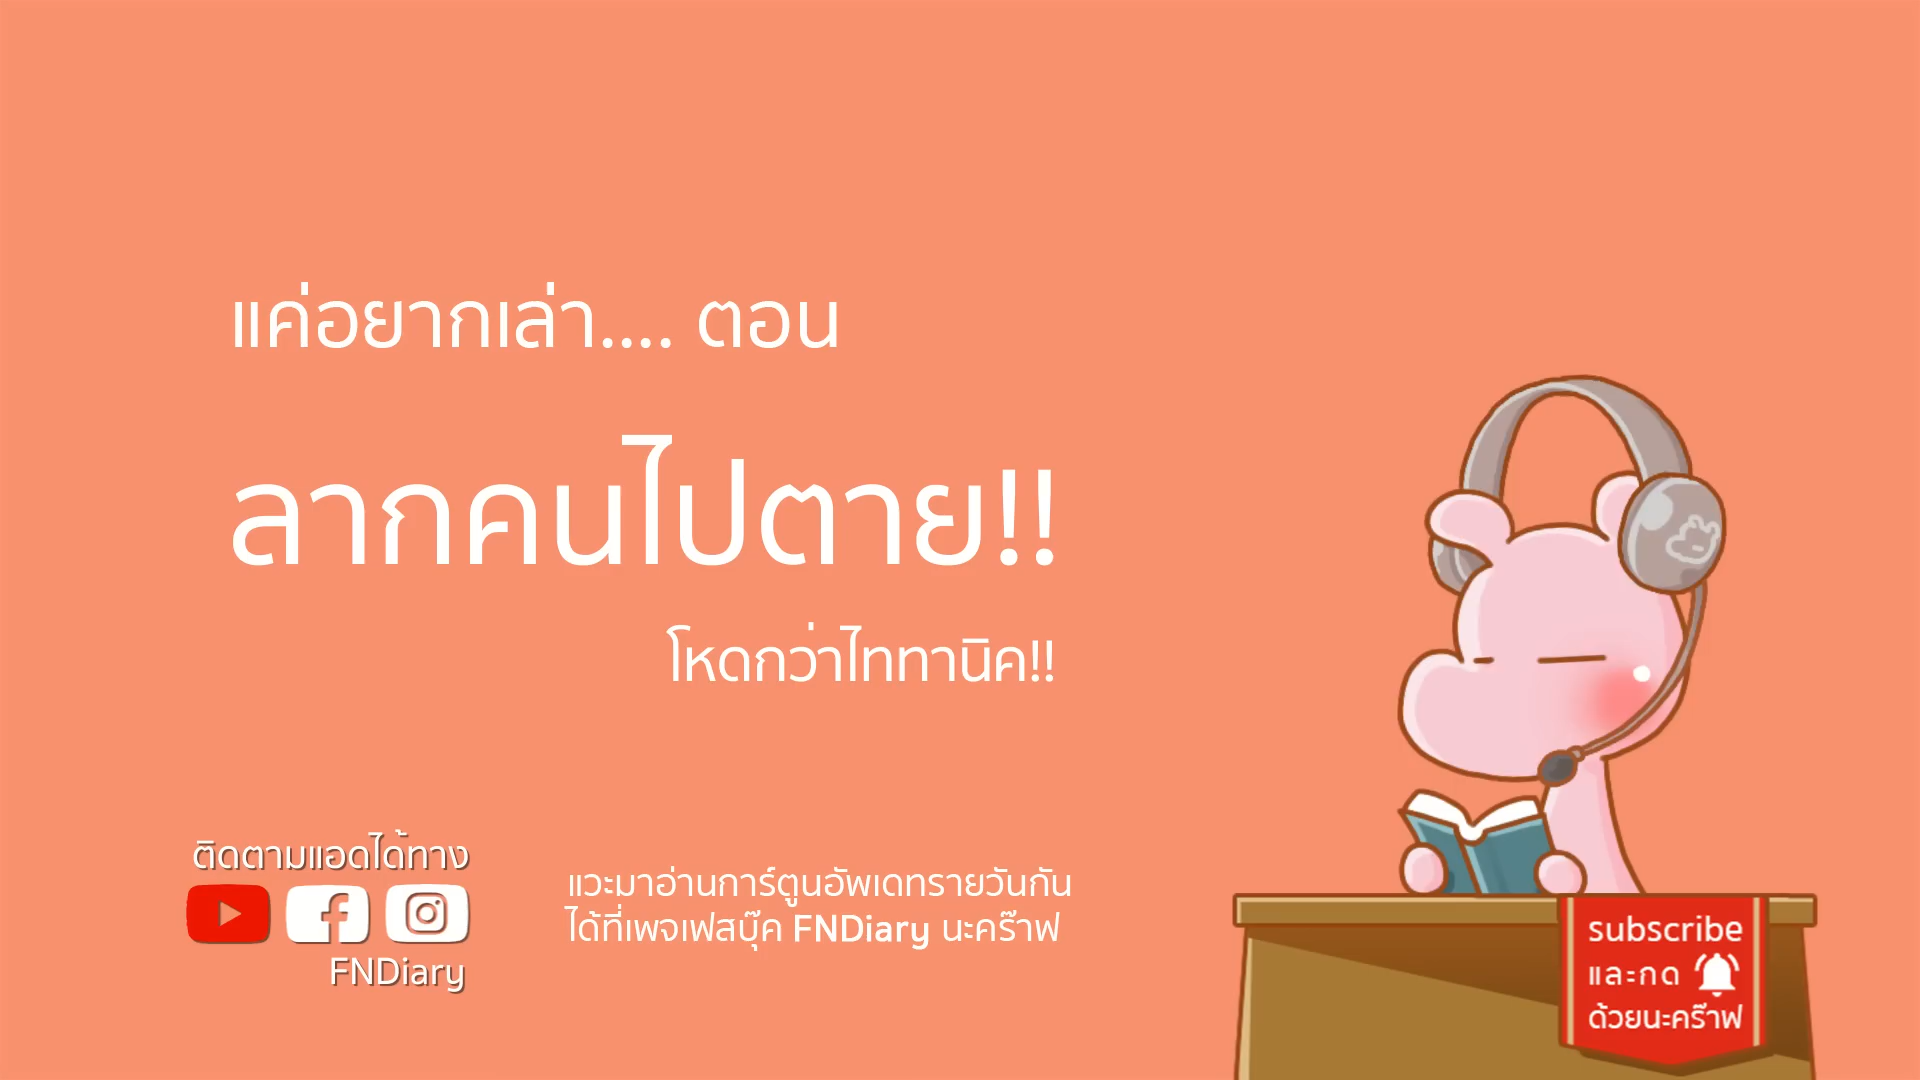 แค่อยากเล่า.... ตอน
ลากคนไปตาย!!
โหดกว่าไททานิค!!
ติดตามแอดได้ทาง
FNDiary
แวะมาอ่านการ์ตูนอัพเดทรายวันกัน
ได้ที่เพจเฟสบุ๊ค FNDiary นะคร๊าฟ
subscribe
และกด
ด้วยนะคร๊าฟ